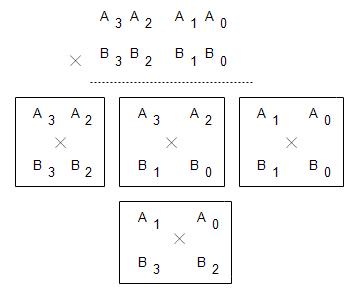 A3 A2 A1 A0
× B3 B2 B1 B0
A3 A2 A3 A2 A1 A0
× × ×
B3 B2 B1 B0 B1 B0
A1 A0
×
B3 B2